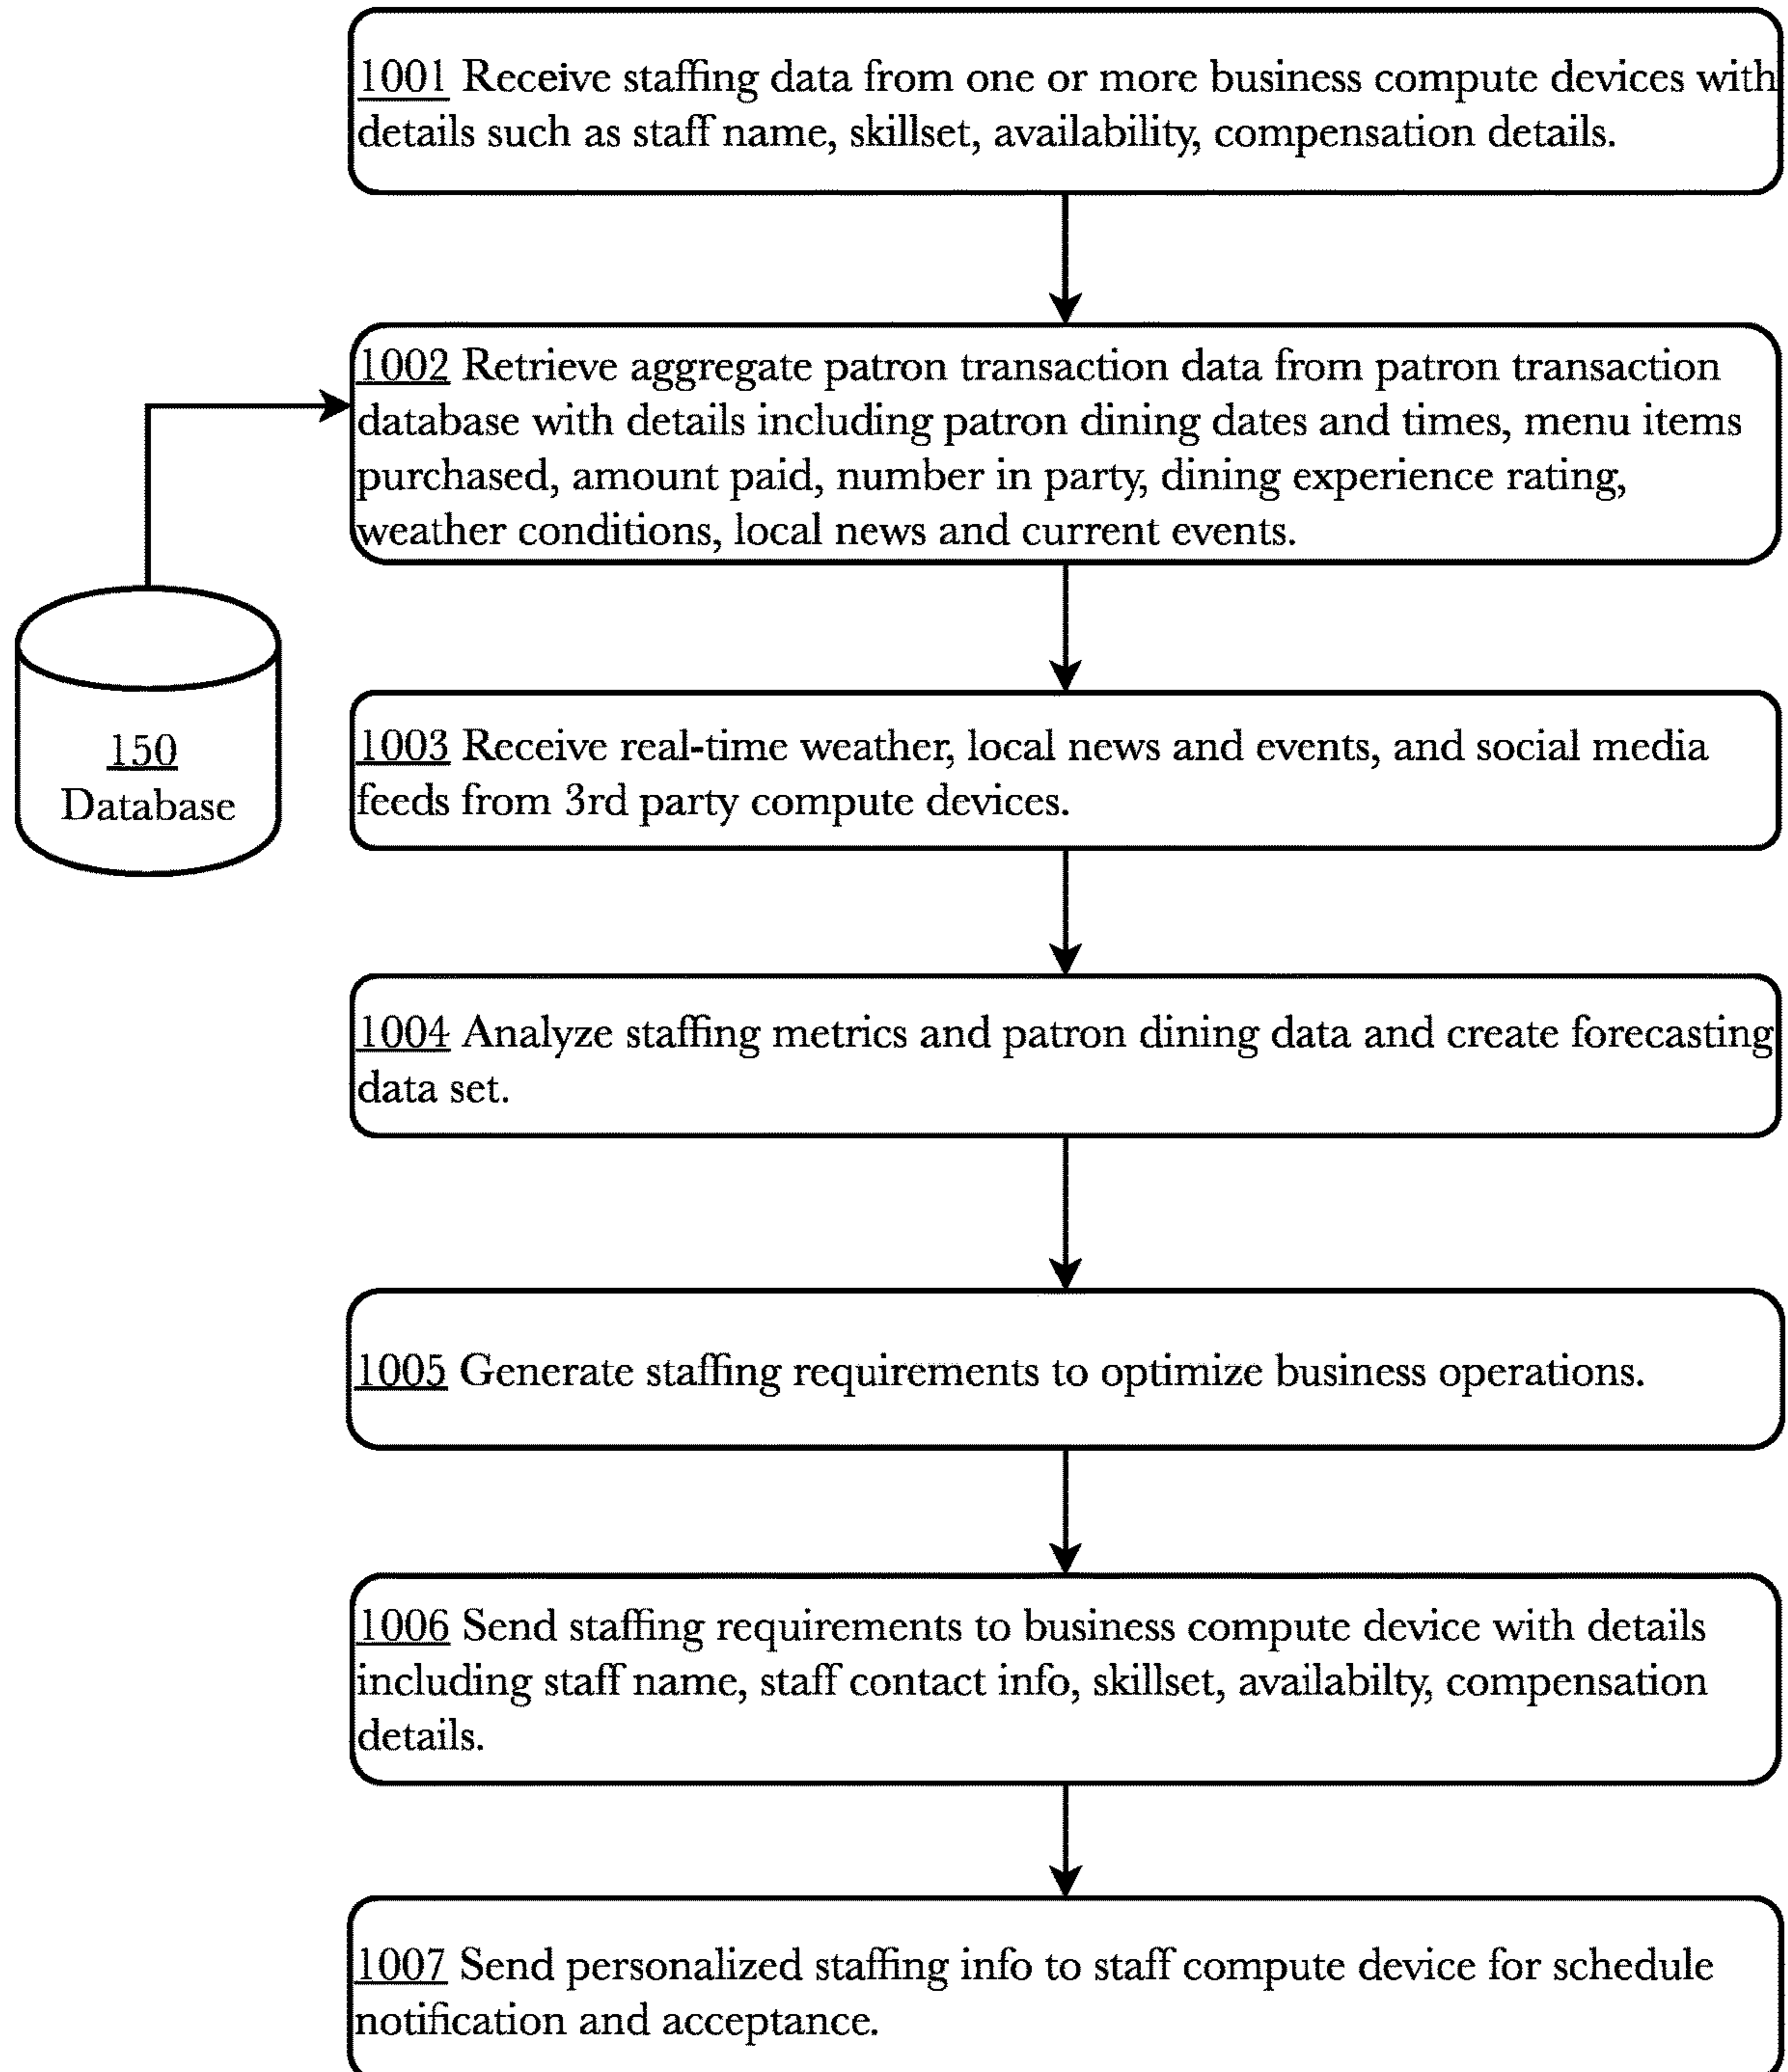 1001 Receive staffing data from one or more business compute devices with
details such as staff name, skillset, availability, compensation details.
1002 Retrieve aggregate patron transaction data from patron transaction
database with details including patron dining dates and times, menu items
purchased, amount paid, number in party, dining experience rating,
weather conditions, local news and current events.
150
Database
1003 Receive real-time weather, local news and events, and social media
feeds from 3rd party compute devices.
1004 Analyze staffing metrics and patron dining data and create forecasting
data set.
1005 Generate staffing requirements to optimize business operations.
1006 Send staffing requirements to business compute device with details
including staff name, staff contact info, skillset, availabilty, compensation
details.
1007 Send personalized staffing info to staff compute device for schedule
notification and acceptance.